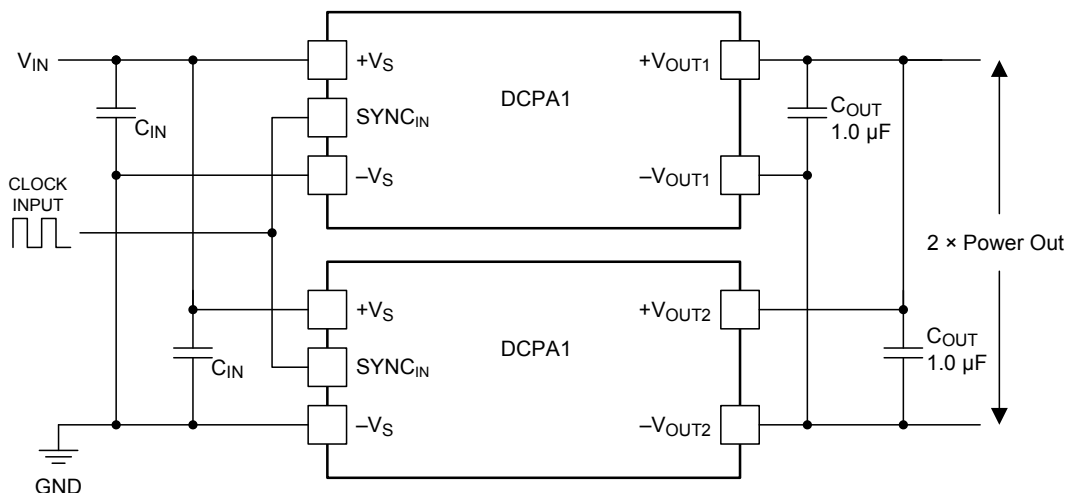 V_IN
+V_S
+V_OUT1
DCPA1
C_IN
SYNC_IN
C_OUT
1.0 µF
–V_S
–V_OUT1
CLOCK
INPUT
2 × Power Out
+V_S
+V_OUT2
DCPA1
C_IN
SYNC_IN
C_OUT
1.0 µF
–V_S
–V_OUT2
GND